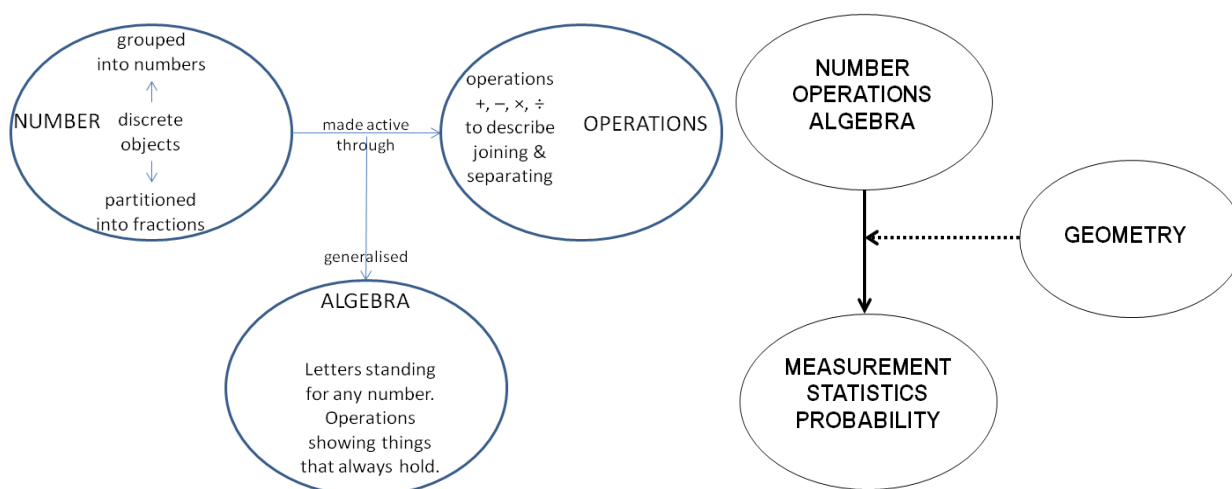 grouped
into numbers
NUMBER
discrete
objects
partitioned
into fractions
made active
through
operations
+, –, ×, ÷
to describe
joining &
separating
OPERATIONS
generalised
ALGEBRA
Letters standing
for any number.
Operations
showing things
that always hold.
NUMBER
OPERATIONS
ALGEBRA
GEOMETRY
MEASUREMENT
STATISTICS
PROBABILITY